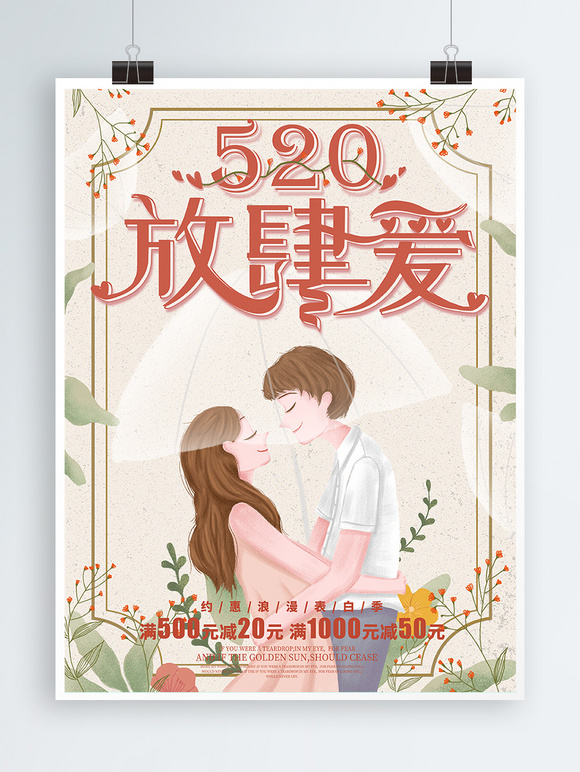 520
放肆爱
约/惠/浪/漫/表/白/季
满500元减20元 满1000元减50元
IF YOU WERE A TEARDROP,IN MY EYE, FOR FEAR
AND IF THE GOLDEN SUN,SHOULD CEASE